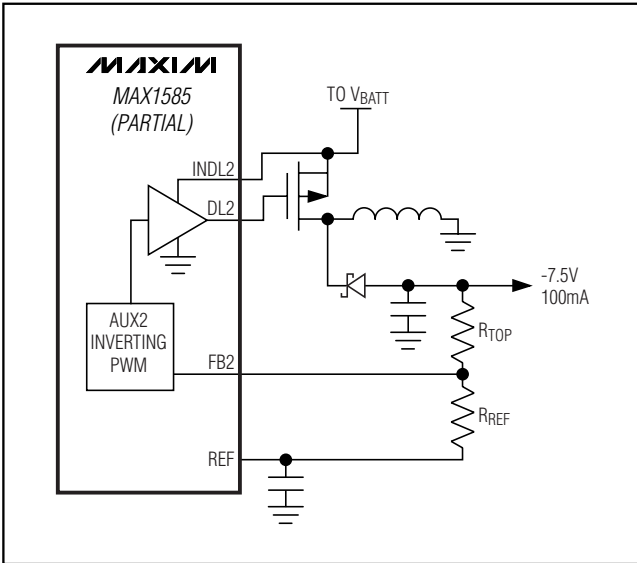 MAXIM
MAX1585
(PARTIAL)
TO VBATT
INDL2
DL2
-7.5V
100mA
AUX2
INVERTING
PWM
RTOP
FB2
RREF
REF